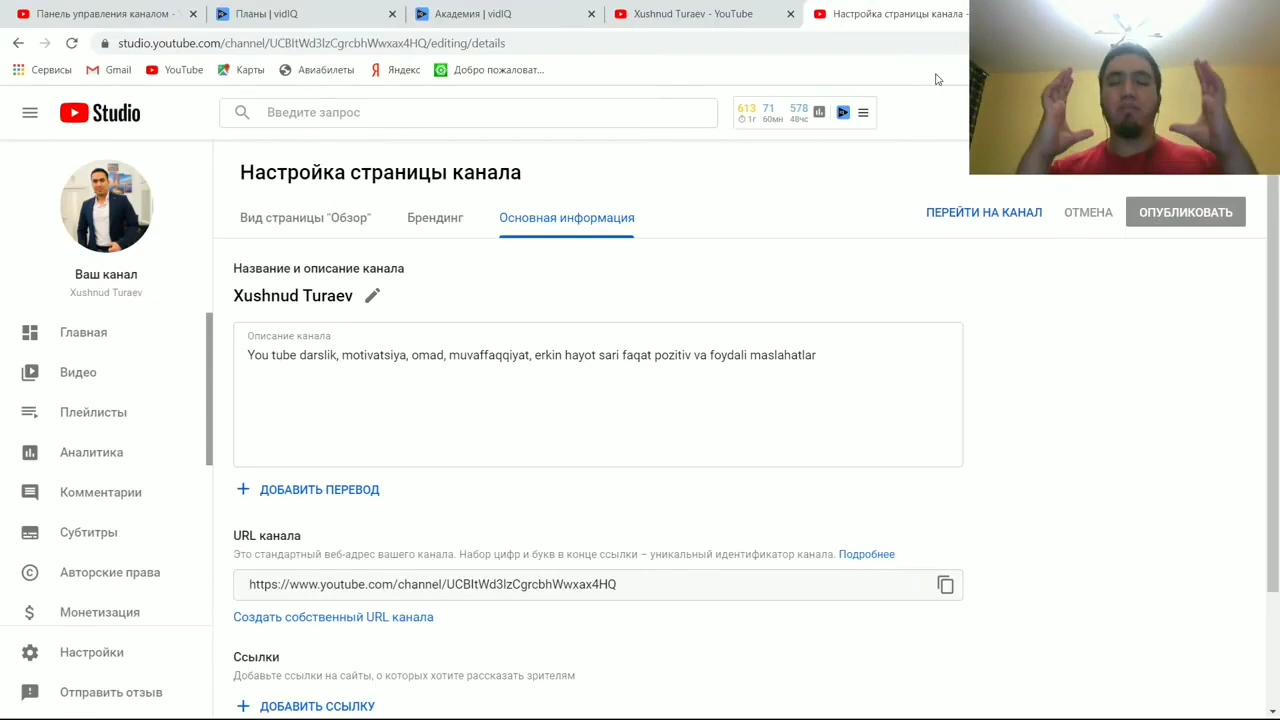 Панель управления каналом - Y
Планы | vidIQ
Академия | vidIQ
Xushnud Turaev - YouTube
Настройка страницы канала -
studio.youtube.com/channel/UCBItWd3IzCgrcbhWwxax4HQ/editing/details
Сервисы
Gmail
YouTube
Карты
Авиабилеты
Яндекс
Добро пожаловат...
Studio
Введите запрос
613 71 578
1г 60мн 48чс
Настройка страницы канала
Вид страницы "Обзор"
Брендинг
Основная информация
ПЕРЕЙТИ НА КАНАЛ
ОТМЕНА
ОПУБЛИКОВАТЬ
Ваш канал
Xushnud Turaev
Главная
Видео
Плейлисты
Аналитика
Комментарии
Субтитры
Авторские права
Монетизация
Настройки
Отправить отзыв
Название и описание канала
Xushnud Turaev
Описание канала
You tube darslik, motivatsiya, omad, muvaffaqqiyat, erkin hayot sari faqat pozitiv va foydali maslahatlar
ДОБАВИТЬ ПЕРЕВОД
URL канала
Это стандартный веб-адрес вашего канала. Набор цифр и букв в конце ссылки – уникальный идентификатор канала. Подробнее
https://www.youtube.com/channel/UCBItWd3IzCgrcbhWwxax4HQ
Создать собственный URL канала
Ссылки
Добавьте ссылки на сайты, о которых хотите рассказать зрителям
ДОБАВИТЬ ССЫЛКУ